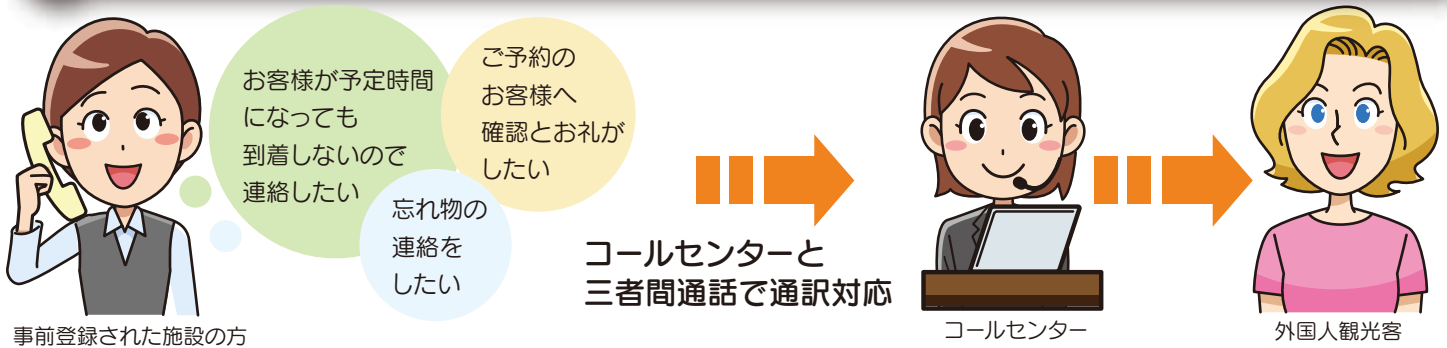 お客様が予定時間
になっても
到着しないので
連絡したい
ご予約の
お客様へ
確認とお礼が
したい
忘れ物の
連絡を
したい
コールセンターと
三者間通話で通訳対応
事前登録された施設の方
コールセンター
外国人観光客